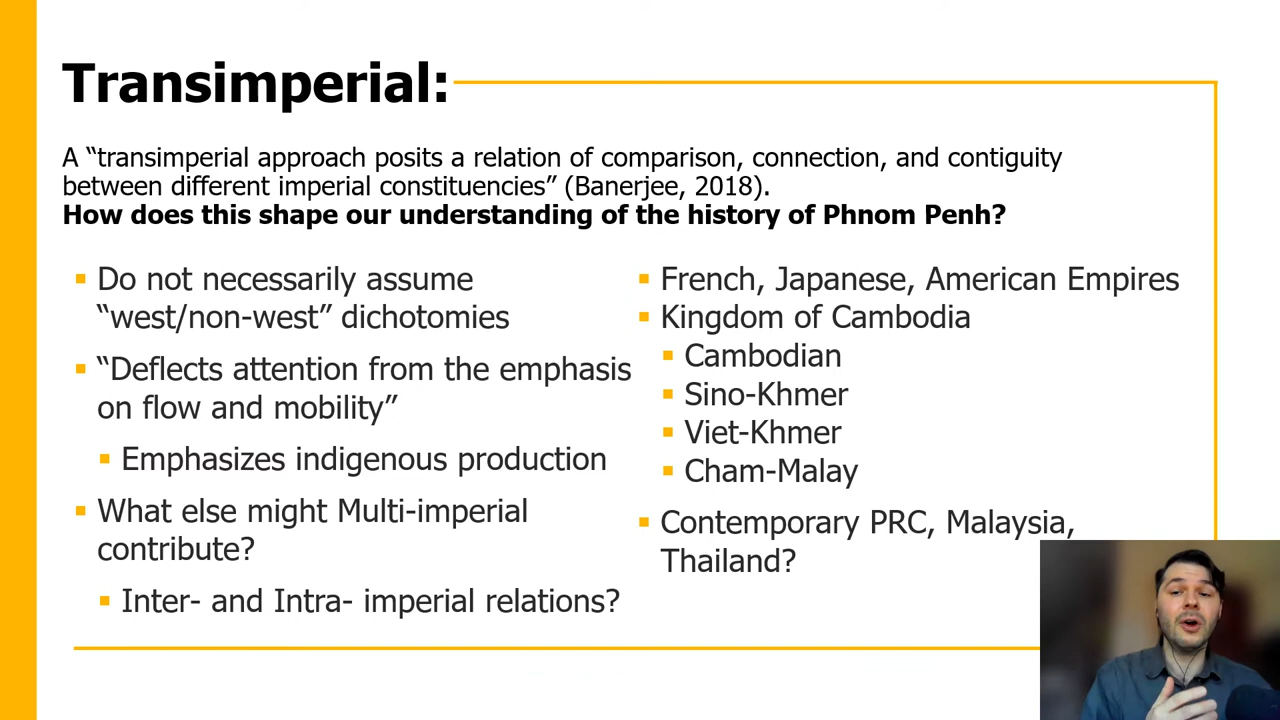 Transimperial:
A “transimperial approach posits a relation of comparison, connection, and contiguity
between different imperial constituencies” (Banerjee, 2018).
How does this shape our understanding of the history of Phnom Penh?
Do not necessarily assume
“west/non-west” dichotomies
“Deflects attention from the emphasis
on flow and mobility”
Emphasizes indigenous production
What else might Multi-imperial
contribute?
Inter- and Intra- imperial relations?
French, Japanese, American Empires
Kingdom of Cambodia
Cambodian
Sino-Khmer
Viet-Khmer
Cham-Malay
Contemporary PRC, Malaysia,
Thailand?